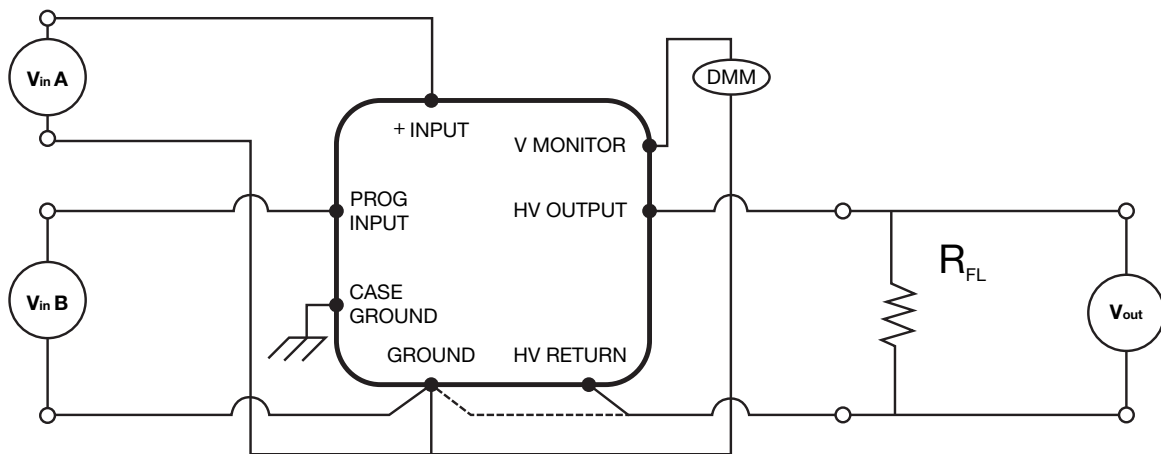 Vin A
DMM
+ INPUT
V MONITOR
PROG
INPUT
HV OUTPUT
RFL
Vin B
CASE
GROUND
Vout
GROUND
HV RETURN